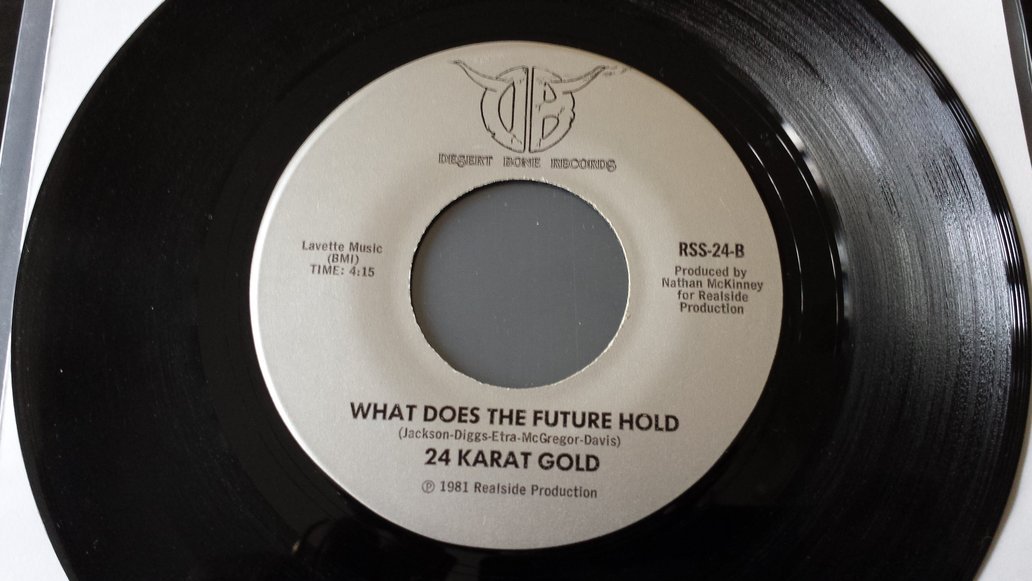 DB
DESERT BONE RECORDS
Lavette Music
(BMI)
TIME: 4:15
RSS-24-B
Produced by
Nathan McKinney
for Realside
Production
WHAT DOES THE FUTURE HOLD
(Jackson-Diggs-Etra-McGregor-Davis)
24 KARAT GOLD
℗ 1981 Realside Production